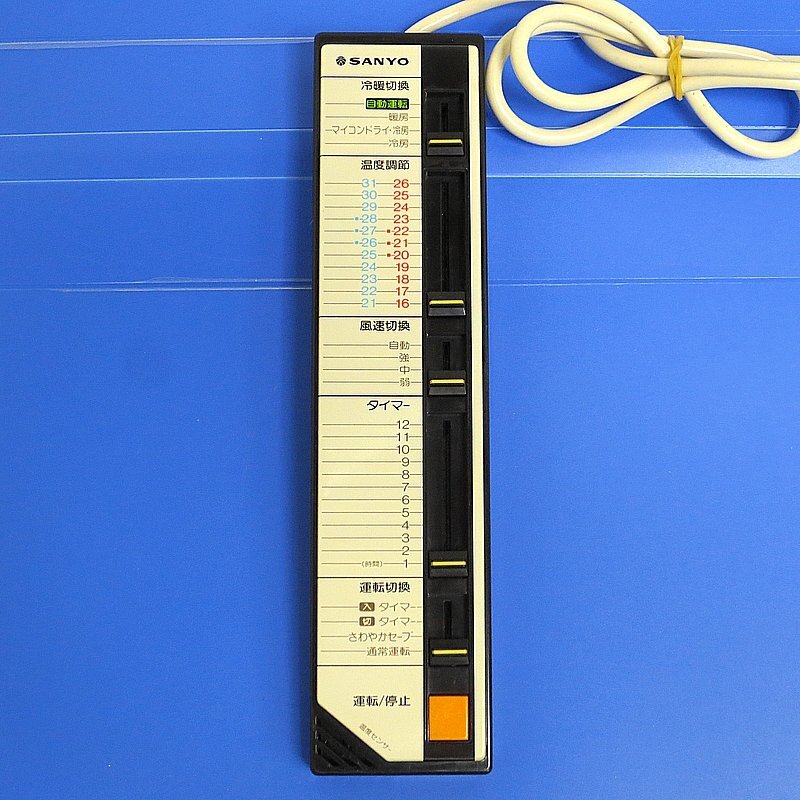 SANYO
冷暖切換
自動運転
暖房
マイコンドライ・冷房
冷房
温度調節
31 26
30 25
29 24
28 23
27 22
26 21
25 20
24 19
23 18
22 17
21 16
風速切換
自動
強
中
弱
タイマー
12
11
10
9
8
7
6
5
4
3
2
(時間) 1
運転切換
入 タイマー
切 タイマー
さわやかセーブ
通常運転
運転/停止
温度センサー